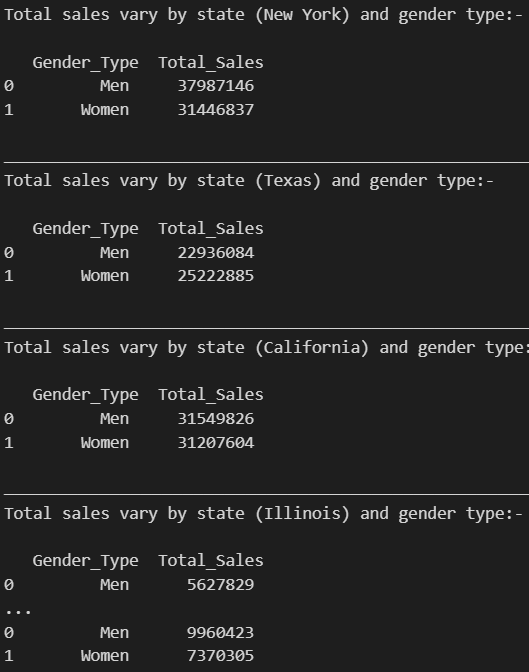 Total sales vary by state (New York) and gender type:-
Gender_Type Total_Sales
0 Men 37987146
1 Women 31446837
Total sales vary by state (Texas) and gender type:-
Gender_Type Total_Sales
0 Men 22936084
1 Women 25222885
Total sales vary by state (California) and gender type:
Gender_Type Total_Sales
0 Men 31549826
1 Women 31207604
Total sales vary by state (Illinois) and gender type:-
Gender_Type Total_Sales
0 Men 5627829
...
0 Men 9960423
1 Women 7370305